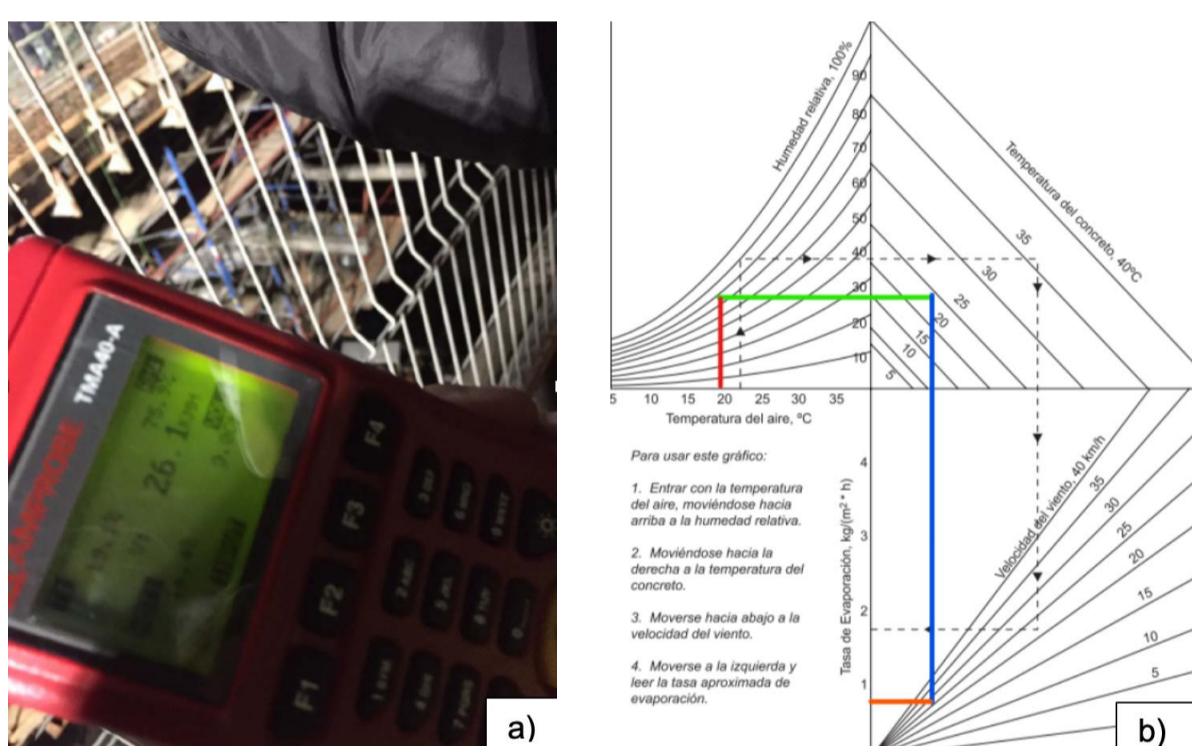 TMA40-A
26.1
F4
F3
F2
F1
a)
Humedad relativa, 100%
90
80
70
60
50
40
30
20
10
Temperatura del concreto, 40ºC
35
30
25
20
15
10
5
5 10 15 20 25 30 35
Temperatura del aire, ºC
Para usar este gráfico:
1. Entrar con la temperatura
del aire, moviéndose hacia
arriba a la humedad relativa.
2. Moviéndose hacia la
derecha a la temperatura del
concreto.
3. Moverse hacia abajo a la
velocidad del viento.
4. Moverse a la izquierda y
leer la tasa aproximada de
evaporación.
Tasa de Evaporación, kg/(m² * h)
4
3
2
1
Velocidad del viento, 40 km/h
35
30
25
20
15
10
5
b)